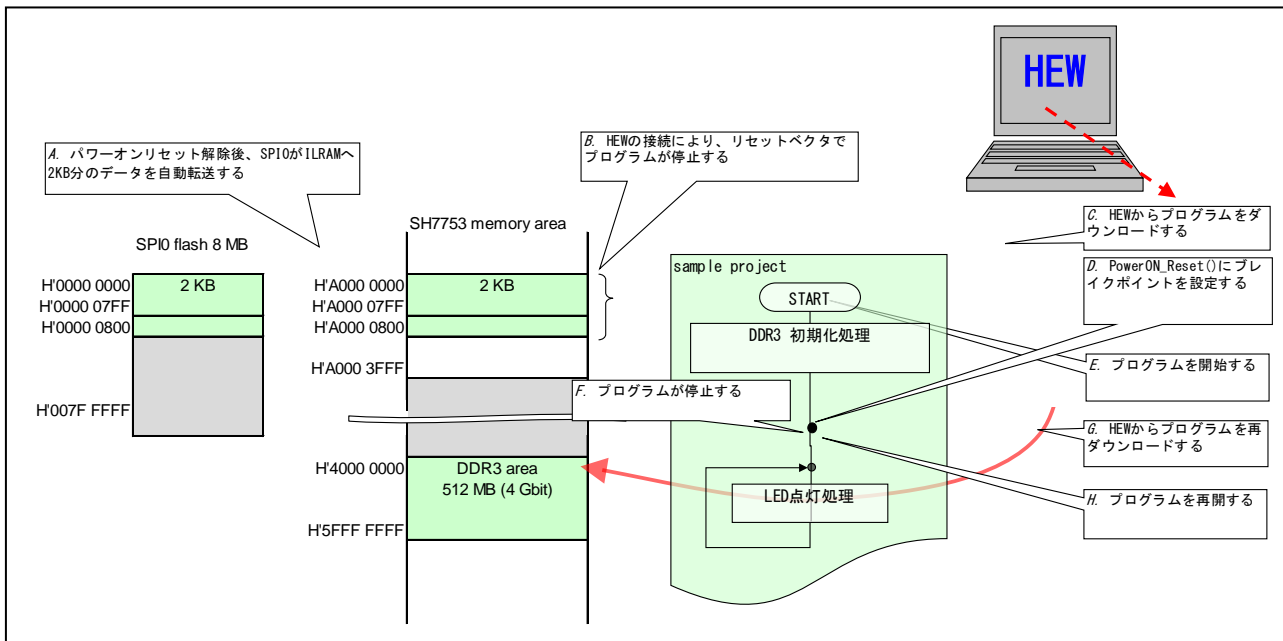 HEW
A. パワーオンリセット解除後、SPI0がILRAMへ
2KB分のデータを自動転送する
B. HEWの接続により、リセットベクタで
プログラムが停止する
C. HEWからプログラムをダ
ウンロードする
D. PowerON_Reset()にブレ
イクポイントを設定する
E. プログラムを開始する
F. プログラムが停止する
G. HEWからプログラムを再
ダウンロードする
H. プログラムを再開する
SPI0 flash 8 MB
H'0000 0000
2 KB
H'0000 07FF
H'0000 0800
H'007F FFFF
SH7753 memory area
H'A000 0000
2 KB
H'A000 07FF
H'A000 0800
H'A000 3FFF
H'4000 0000
DDR3 area
512 MB (4 Gbit)
H'5FFF FFFF
sample project
START
DDR3 初期化処理
LED点灯処理